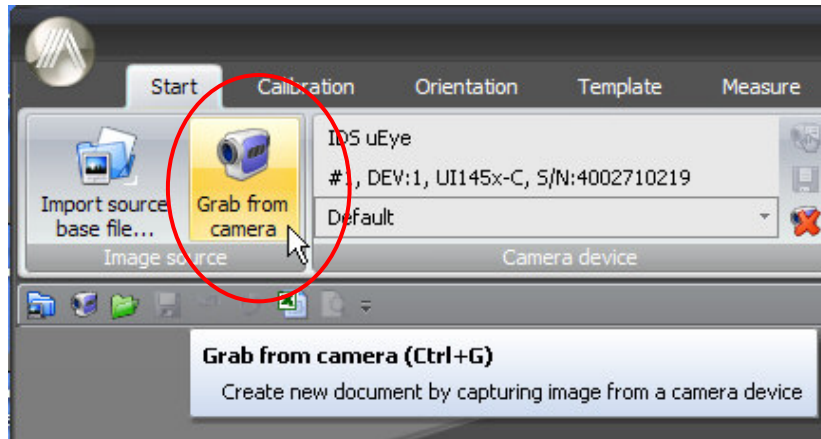 Start Calibration Orientation Template Measure
IDS uEye
#1, DEV:1, UI145x-C, S/N:4002710219
Import source
base file...
Grab from
camera
Default
Image source
Camera device
Grab from camera (Ctrl+G)
Create new document by capturing image from a camera device